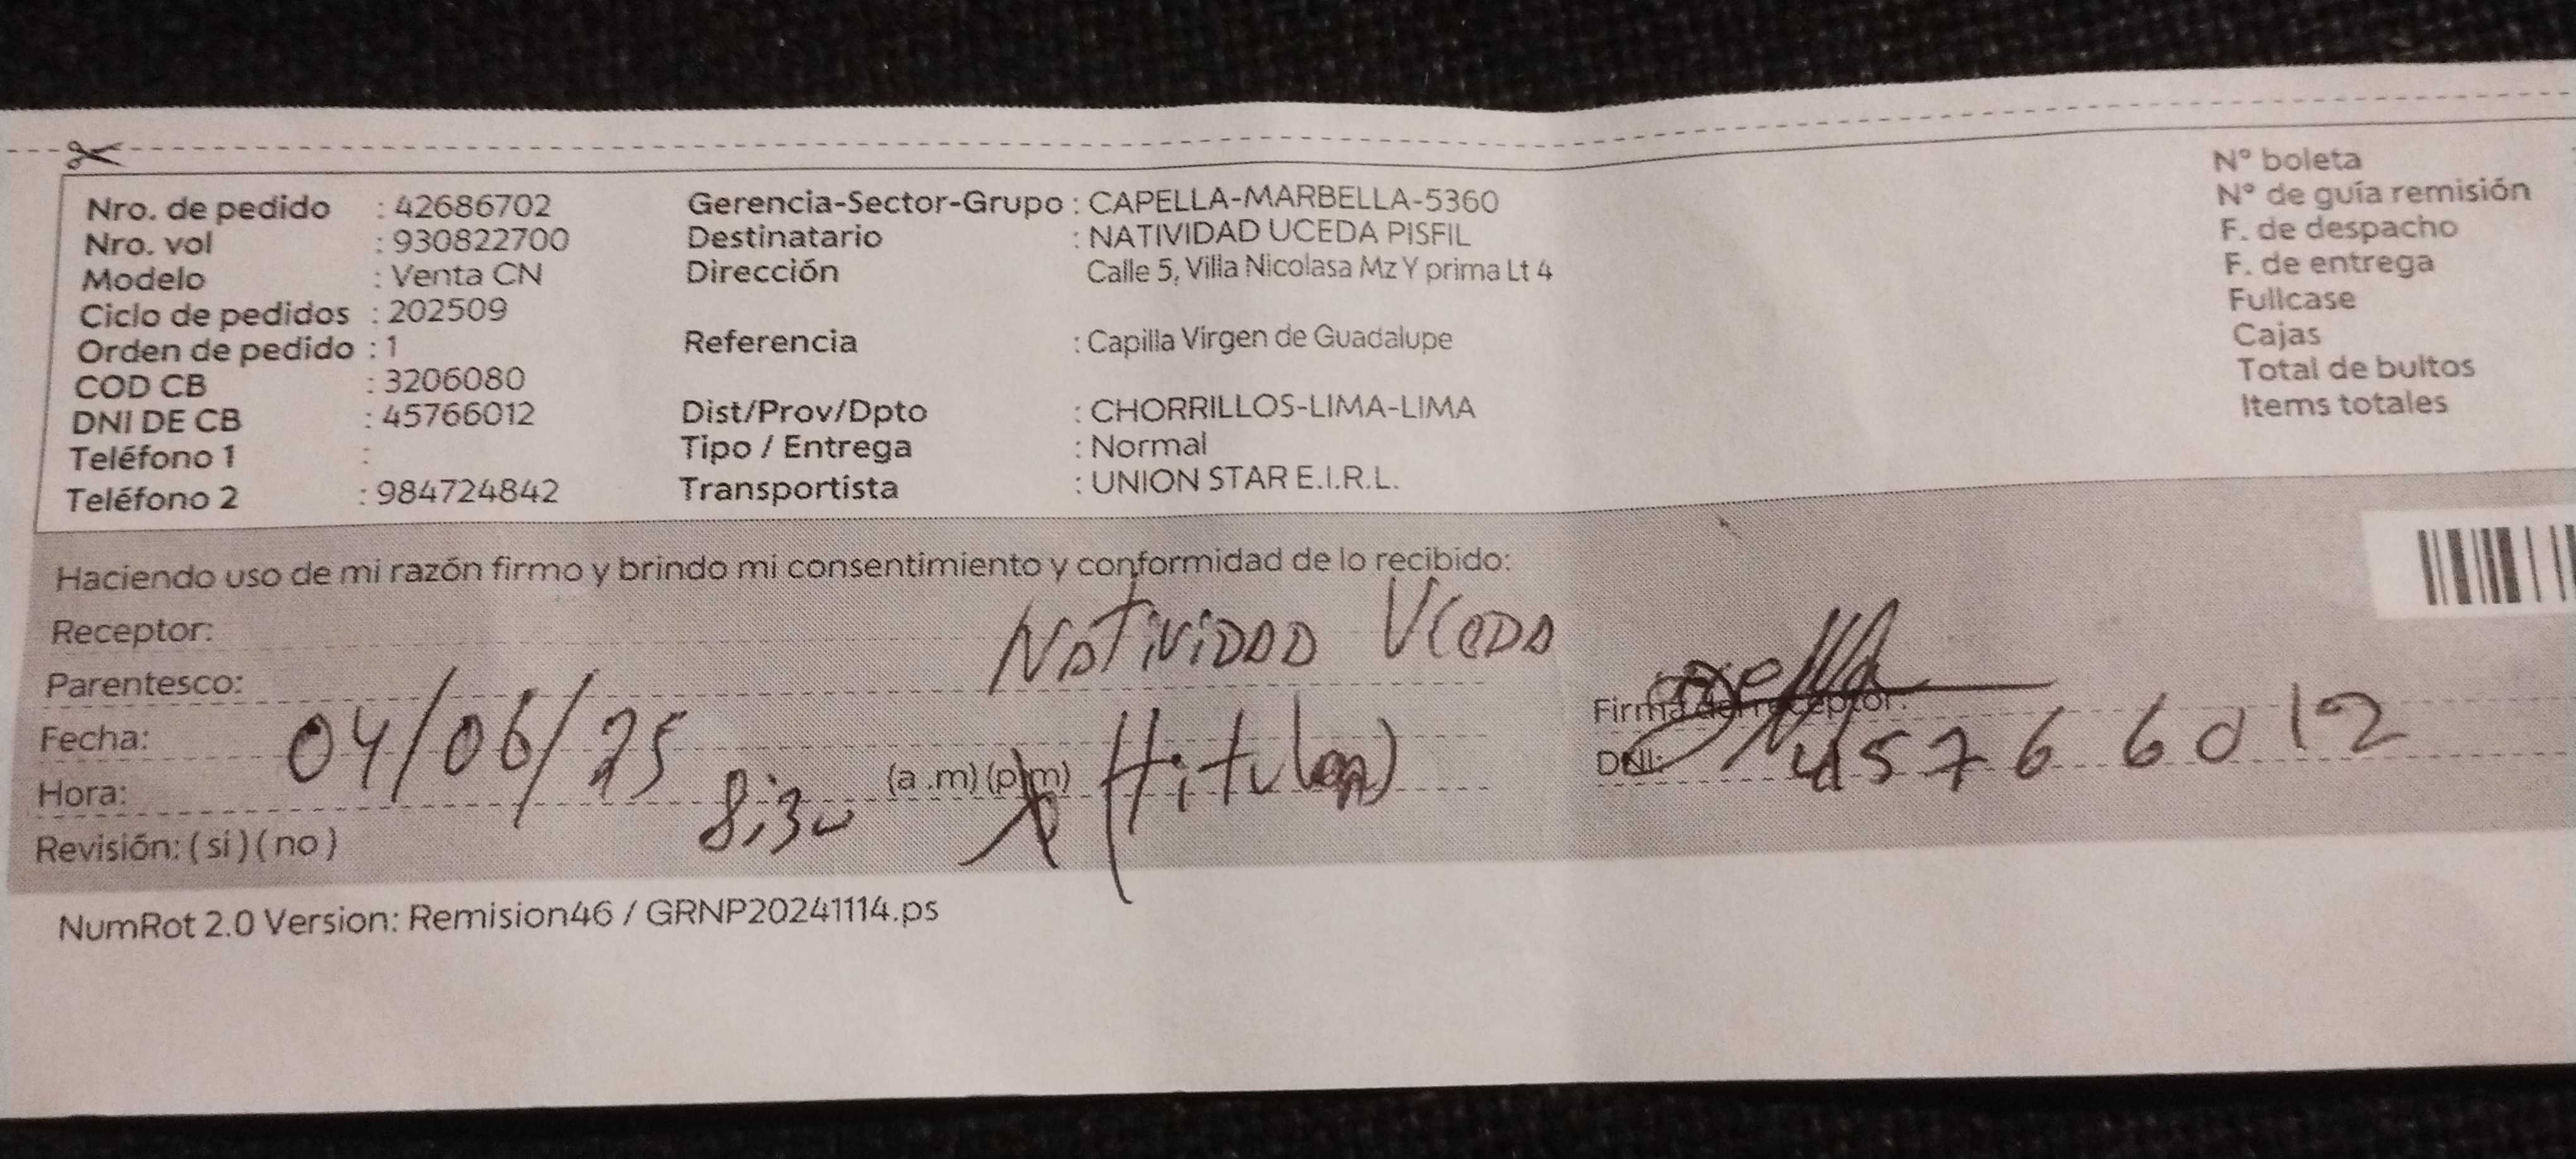 Nro. de pedido : 42686702 Gerencia-Sector-Grupo : CAPELLA-MARBELLA-5360 N° boleta
Nro. vol : 930822700 Destinatario : NATIVIDAD UCEDA PISFIL N° de guía remisión
Modelo : Venta CN Dirección Calle 5, Villa Nicolasa Mz Y prima Lt 4 F. de despacho
Ciclo de pedidos : 202509 F. de entrega
Orden de pedido : 1 Referencia : Capilla Virgen de Guadalupe Fullcase
COD CB : 3206080 Cajas
DNI DE CB : 45766012 Dist/Prov/Dpto : CHORRILLOS-LIMA-LIMA Total de bultos
Teléfono 1 : Tipo / Entrega : Normal Items totales
Teléfono 2 : 984724842 Transportista : UNION STAR E.I.R.L.
Haciendo uso de mi razón firmo y brindo mi consentimiento y conformidad de lo recibido:
Receptor: NATIVIDAD UCEDA
Parentesco: (titular)
Firma del receptor:
Fecha: 04/06/25
DNI: 45766012
Hora: 8:30 (a .m) (p.m)
Revisión: ( si ) ( no )
NumRot 2.0 Version: Remision46 / GRNP20241114.ps